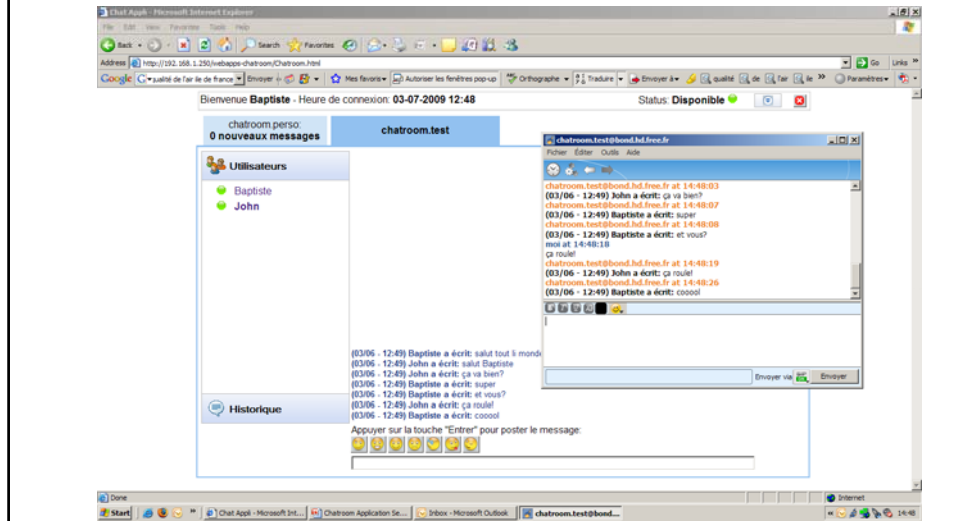 Chat Appli - Microsoft Internet Explorer
File Edit View Favorites Tools Help
Back Search Favorites
Address http://192.168.1.250/webapps-chatroom/Chatroom.html Go Links »
Google ualité de l'air ile de france Envoyer Mes favoris Autoriser les fenêtres pop-up Orthographe Traduire Envoyer à qualité de l'air ile » Paramètres
Bienvenue Baptiste - Heure de connexion: 03-07-2009 12:48 Status: Disponible
chatroom.perso:
0 nouveaux messages
chatroom.test
Utilisateurs
Baptiste
John
Historique
(03/06 - 12:49) Baptiste a écrit: salut tout li monde
(03/06 - 12:49) John a écrit: salut Baptiste
(03/06 - 12:49) John a écrit: ça va bien?
(03/06 - 12:49) Baptiste a écrit: super
(03/06 - 12:49) Baptiste a écrit: et vous?
(03/06 - 12:49) John a écrit: ça roule!
(03/06 - 12:49) Baptiste a écrit: cooool
Appuyer sur la touche "Entrer" pour poster le message:
chatroom.test@bond.hd.free.fr
Fichier Éditer Outils Aide
chatroom.test@bond.hd.free.fr at 14:48:03
(03/06 - 12:49) John a écrit: ça va bien?
chatroom.test@bond.hd.free.fr at 14:48:07
(03/06 - 12:49) Baptiste a écrit: super
chatroom.test@bond.hd.free.fr at 14:48:08
(03/06 - 12:49) Baptiste a écrit: et vous?
moi at 14:48:18
ça roule!
chatroom.test@bond.hd.free.fr at 14:48:19
(03/06 - 12:49) John a écrit: ça roule!
chatroom.test@bond.hd.free.fr at 14:48:26
(03/06 - 12:49) Baptiste a écrit: cooool
Envoyer via Envoyer
Done Internet
Start » Chat Appli - Microsoft Int... Chatroom Application Se... Inbox - Microsoft Outlook chatroom.test@bond... « 14:48